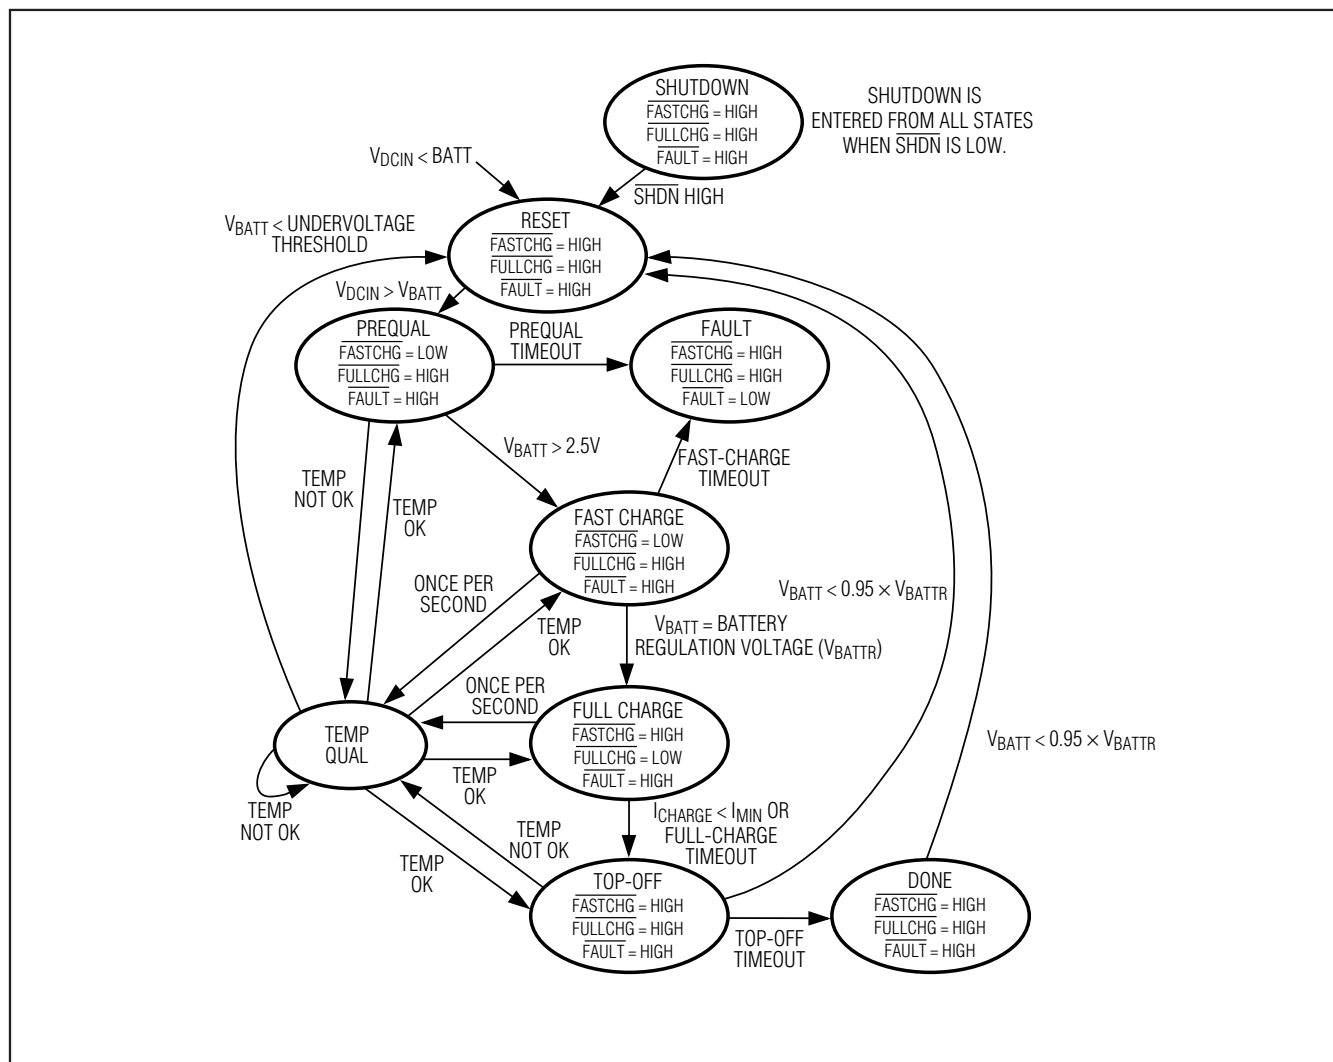 SHUTDOWN
FASTCHG = HIGH
FULLCHG = HIGH
FAULT = HIGH
SHUTDOWN IS
ENTERED FROM ALL STATES
WHEN SHDN IS LOW.
VDCIN < BATT
SHDN HIGH
RESET
FASTCHG = HIGH
FULLCHG = HIGH
FAULT = HIGH
VBATT < UNDERVOLTAGE
THRESHOLD
VDCIN > VBATT
PREQUAL
FASTCHG = LOW
FULLCHG = HIGH
FAULT = HIGH
PREQUAL
TIMEOUT
FAULT
FASTCHG = HIGH
FULLCHG = HIGH
FAULT = LOW
VBATT > 2.5V
FAST-CHARGE
TIMEOUT
TEMP
NOT OK
TEMP
OK
FAST CHARGE
FASTCHG = LOW
FULLCHG = HIGH
FAULT = HIGH
ONCE PER
SECOND
TEMP
OK
VBATT = BATTERY
REGULATION VOLTAGE (VBATTR)
VBATT < 0.95 × VBATTR
ONCE PER
SECOND
FULL CHARGE
FASTCHG = HIGH
FULLCHG = LOW
FAULT = HIGH
TEMP
QUAL
TEMP
OK
VBATT < 0.95 × VBATTR
TEMP
NOT OK
TEMP
NOT OK
ICHARGE < IMIN OR
FULL-CHARGE
TIMEOUT
TEMP
OK
TOP-OFF
FASTCHG = HIGH
FULLCHG = HIGH
FAULT = HIGH
TOP-OFF
TIMEOUT
DONE
FASTCHG = HIGH
FULLCHG = HIGH
FAULT = HIGH